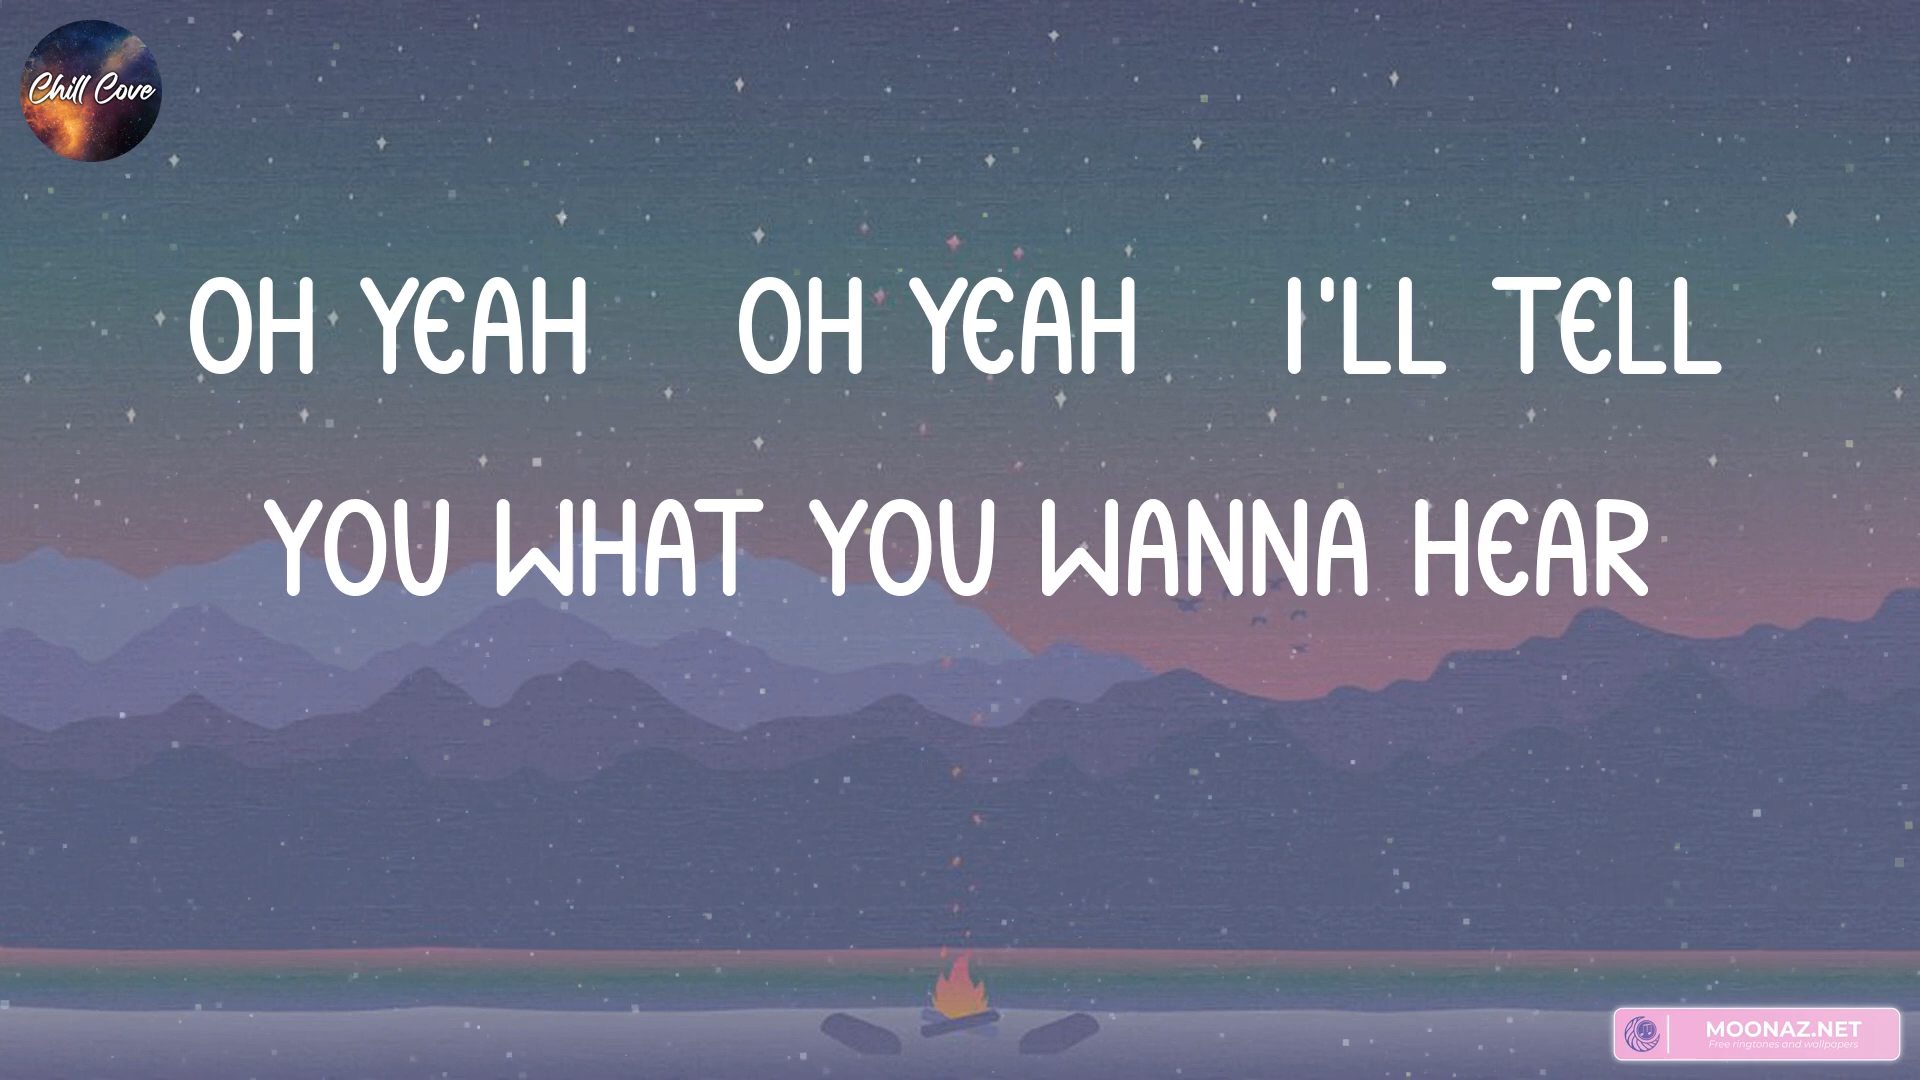 Chill Cove
OH YEAH OH YEAH I'LL TELL
YOU WHAT YOU WANNA HEAR
MOONAZ.NET
Free ringtones and wallpapers